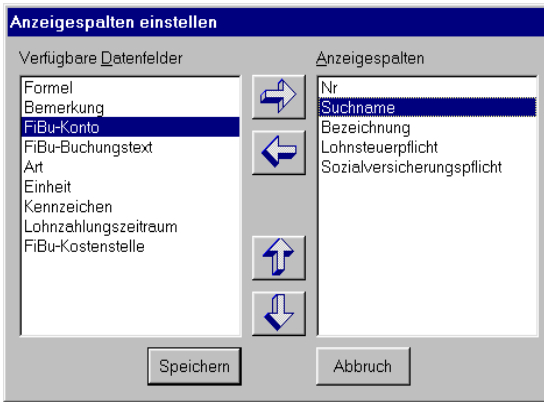 Anzeigespalten einstellen
Verfügbare Datenfelder
Formel
Bemerkung
FiBu-Konto
FiBu-Buchungstext
Art
Einheit
Kennzeichen
Lohnzahlungszeitraum
FiBu-Kostenstelle
Anzeigespalten
Nr
Suchname
Bezeichnung
Lohnsteuerpflicht
Sozialversicherungspflicht
Speichern
Abbruch